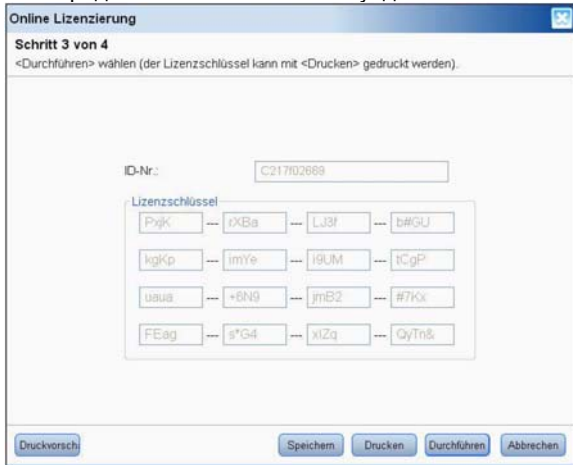 Online Lizenzierung
Schritt 3 von 4
<Durchführen> wählen (der Lizenzschlüssel kann mit <Drucken> gedruckt werden).
ID-Nr.: C217f02669
Lizenzschlüssel
PxjK --- rXBa --- LJ3f --- b#GU
kgKp --- imYe --- i9UM --- tCgP
uaua --- +6N9 --- jmB2 --- #7Kx
FEag --- s*G4 --- xIZq --- QyTn&
Druckvorsch Speichern Drucken Durchführen Abbrechen